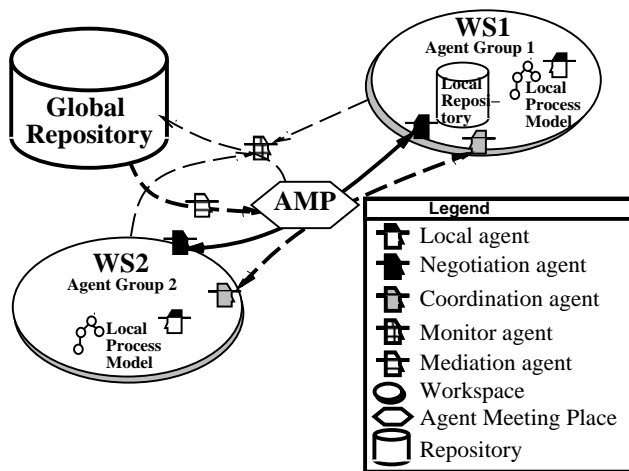 WS1
Agent Group 1
Global
Repository
Local
Reposi–
tory
Local
Process
Model
AMP
WS2
Agent Group 2
Local
Process
Model
Legend
Local agent
Negotiation agent
Coordination agent
Monitor agent
Mediation agent
Workspace
Agent Meeting Place
Repository